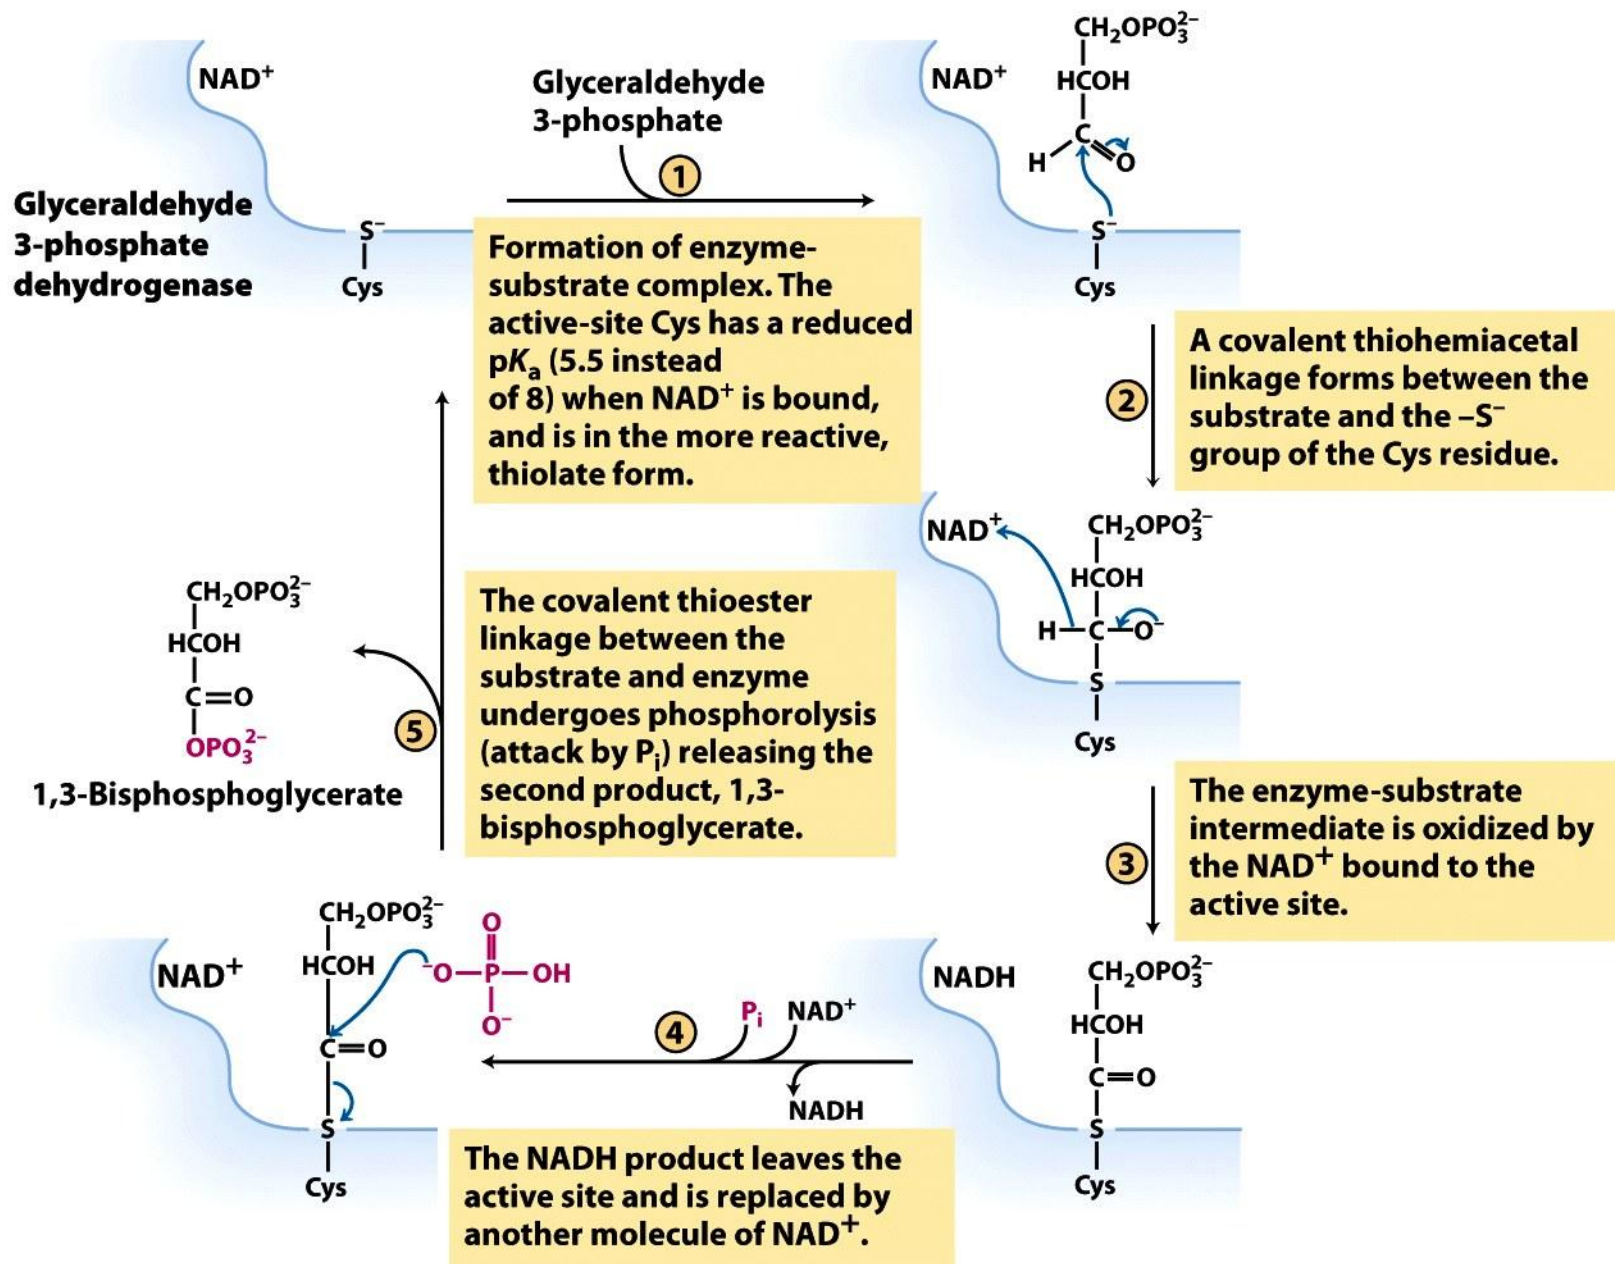 NAD⁺
Glyceraldehyde
3-phosphate
dehydrogenase
S⁻
Cys
Glyceraldehyde
3-phosphate
1
Formation of enzyme-
substrate complex. The
active-site Cys has a reduced
pKₐ (5.5 instead
of 8) when NAD⁺ is bound,
and is in the more reactive,
thiolate form.
NAD⁺
CH₂OPO₃²⁻
HCOH
C
H
O
S⁻
Cys
2
A covalent thiohemiacetal
linkage forms between the
substrate and the –S⁻
group of the Cys residue.
NAD⁺
CH₂OPO₃²⁻
HCOH
H—C—O⁻
S
Cys
3
The enzyme-substrate
intermediate is oxidized by
the NAD⁺ bound to the
active site.
NADH
CH₂OPO₃²⁻
HCOH
C=O
S
Cys
4
Pᵢ
NAD⁺
NADH
The NADH product leaves the
active site and is replaced by
another molecule of NAD⁺.
NAD⁺
CH₂OPO₃²⁻
HCOH
C=O
S
Cys
O
⁻O—P—OH
O⁻
5
The covalent thioester
linkage between the
substrate and enzyme
undergoes phosphorolysis
(attack by Pᵢ) releasing the
second product, 1,3-
bisphosphoglycerate.
CH₂OPO₃²⁻
HCOH
C=O
OPO₃²⁻
1,3-Bisphosphoglycerate